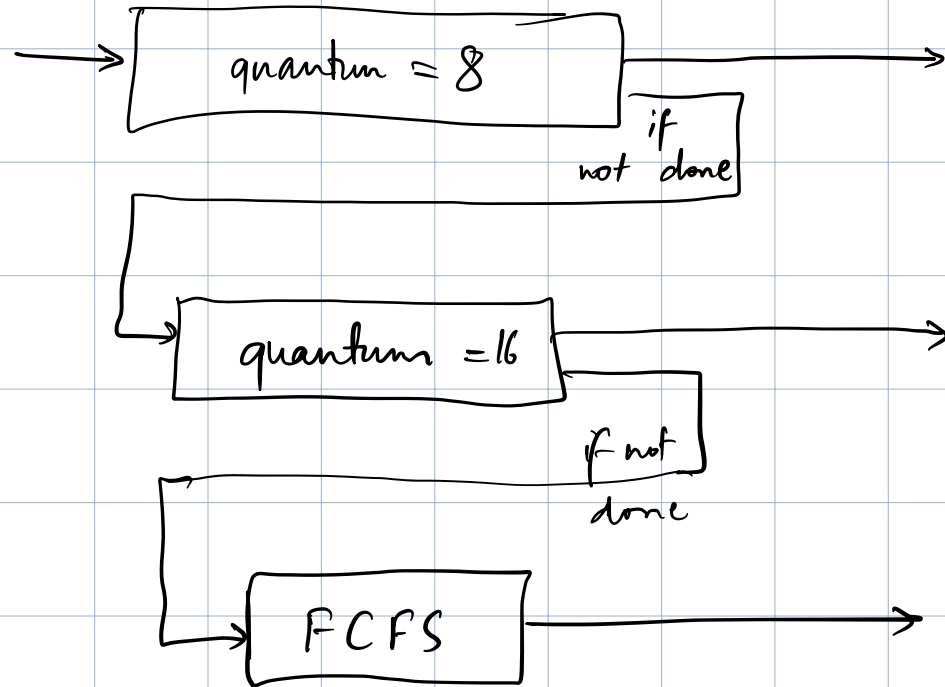 quantum = 8
if
not done
quantum = 16
if not
done
FCFS